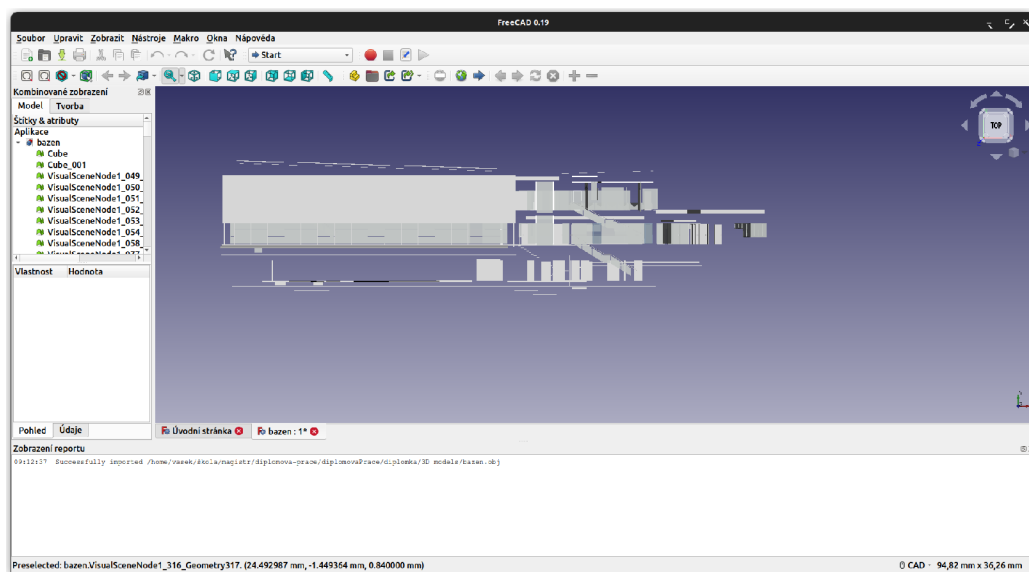 FreeCAD 0.19
Soubor Upravit Zobrazit Nástroje Makro Okna Nápověda
Start
Kombinované zobrazení
Model Tvorba
Štítky & atributy
Aplikace
bazen
Cube
Cube_001
VisualSceneNode1_049_
VisualSceneNode1_050_
VisualSceneNode1_051_
VisualSceneNode1_052_
VisualSceneNode1_053_
VisualSceneNode1_054_
VisualSceneNode1_058_
VisualSceneNode1_077_
Vlastnost Hodnota
TOP
Pohled Údaje
Úvodní stránka
bazen : 1*
Zobrazení reportu
09:12:37 Successfully imported /home/vasek/škola/magistr/diplomova-prace/diplomovaPrace/diplomka/3D models/bazen.obj
Preselected: bazen.VisualSceneNode1_316_Geometry317. (24.492987 mm, -1.449364 mm, 0.840000 mm)
CAD
94,82 mm x 36,26 mm